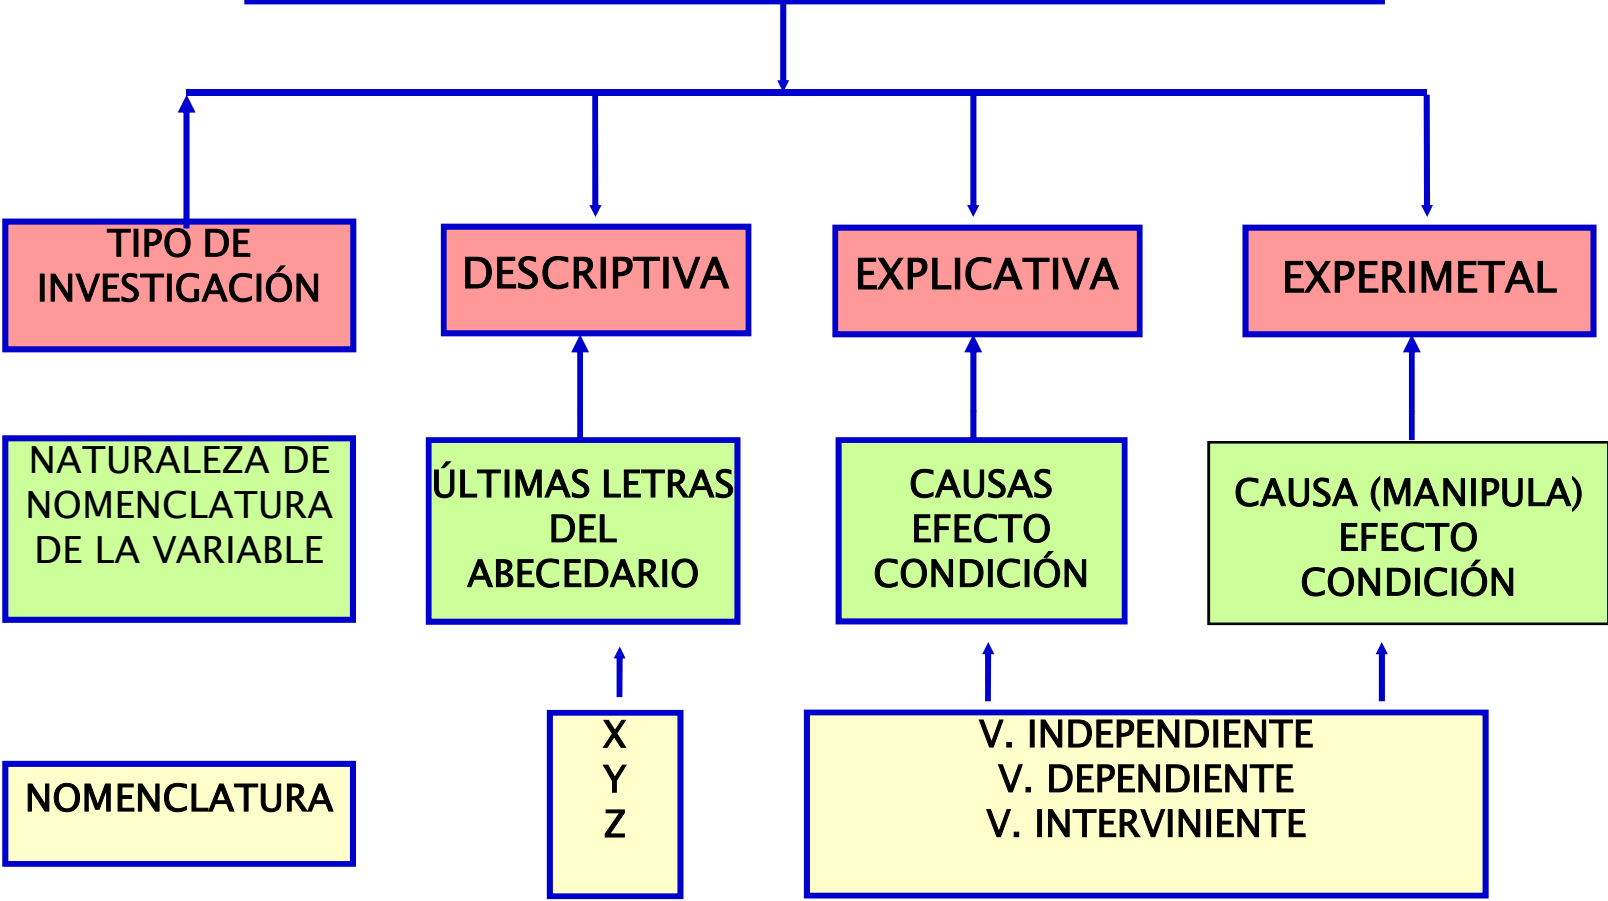 TIPO DE
INVESTIGACIÓN
DESCRIPTIVA
EXPLICATIVA
EXPERIMETAL
NATURALEZA DE
NOMENCLATURA
DE LA VARIABLE
ÚLTIMAS LETRAS
DEL
ABECEDARIO
CAUSAS
EFECTO
CONDICIÓN
CAUSA (MANIPULA)
EFECTO
CONDICIÓN
NOMENCLATURA
X
Y
Z
V. INDEPENDIENTE
V. DEPENDIENTE
V. INTERVINIENTE